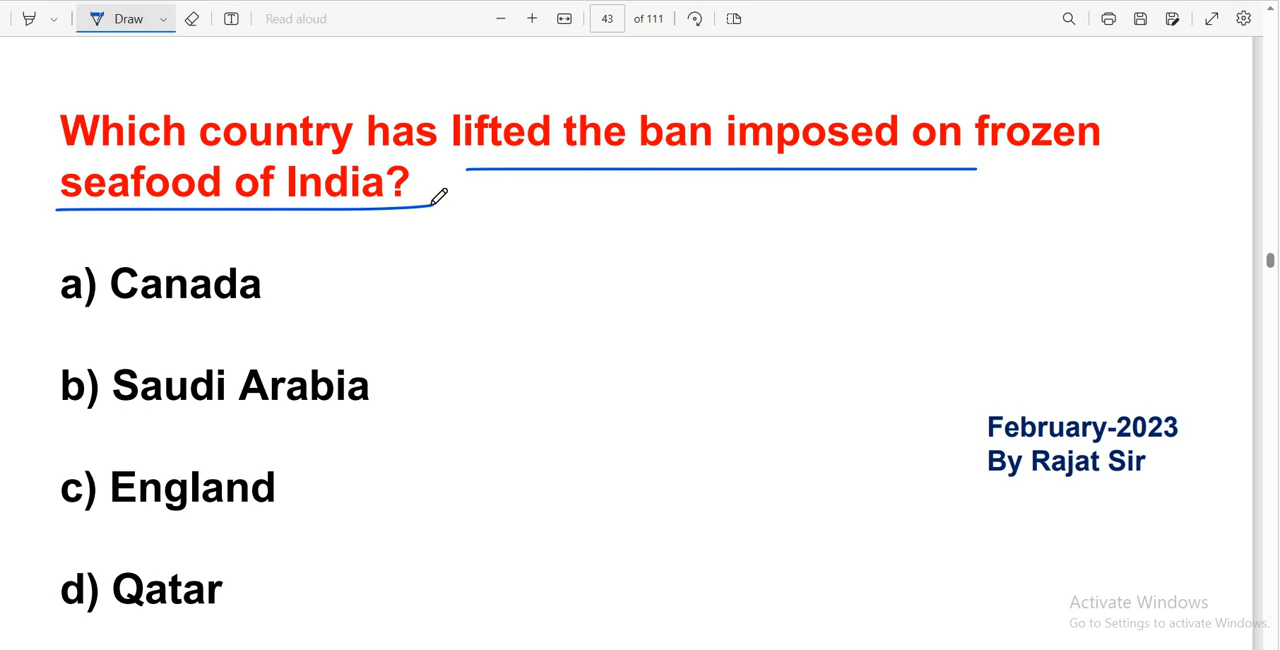 Draw
Read aloud
43 of 111
Which country has lifted the ban imposed on frozen
seafood of India?
a) Canada
b) Saudi Arabia
c) England
d) Qatar
February-2023
By Rajat Sir
Activate Windows
Go to Settings to activate Windows.